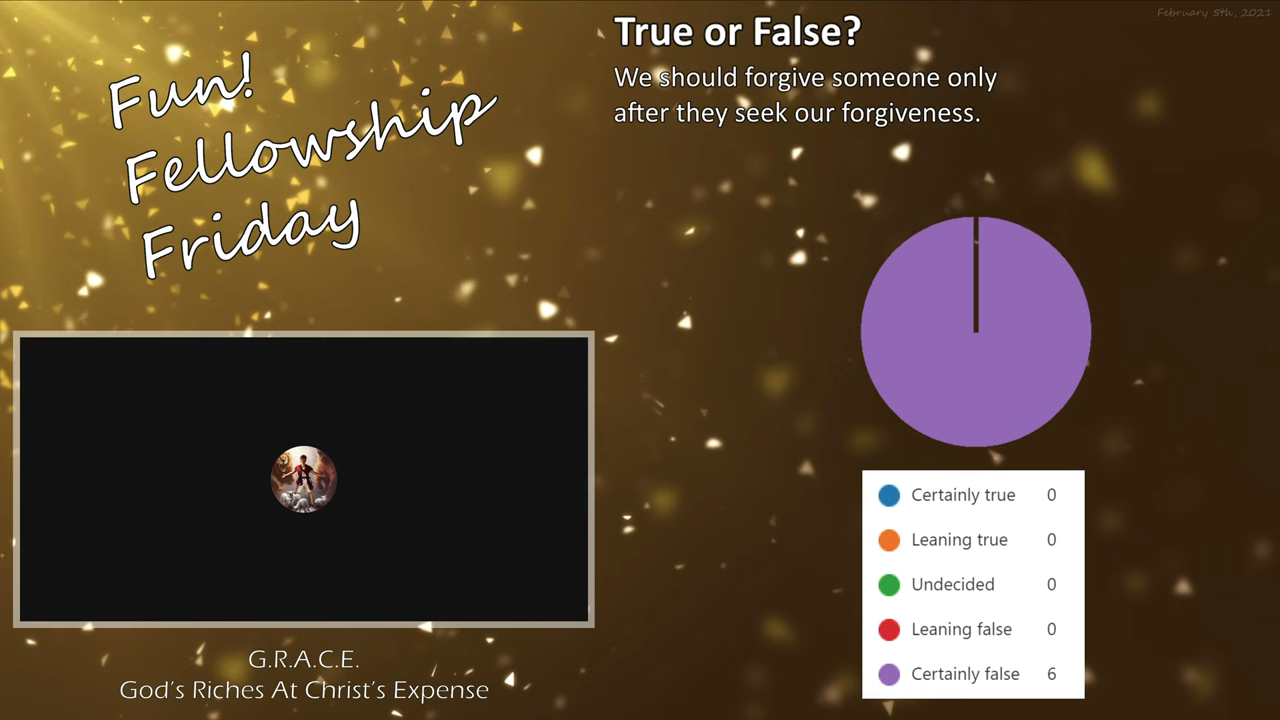 February 5th, 2021
Fun!
Fellowship
Friday
True or False?
We should forgive someone only
after they seek our forgiveness.
Certainly true 0
Leaning true 0
Undecided 0
Leaning false 0
Certainly false 6
G.R.A.C.E.
God's Riches At Christ's Expense